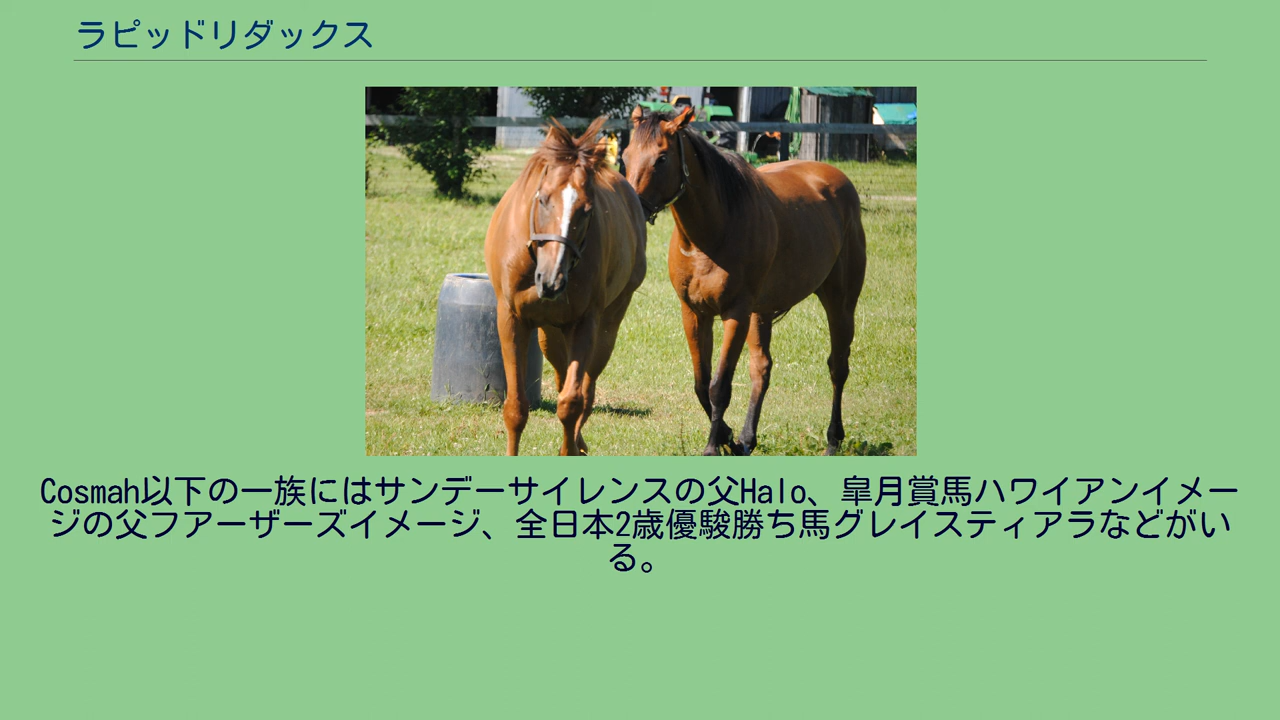 ラピッドリダックス
Cosmah以下の一族にはサンデーサイレンスの父Halo、皐月賞馬ハワイアンイメー
ジの父フアーザーズイメージ、全日本2歳優駿勝ち馬グレイスティアラなどがい
る。